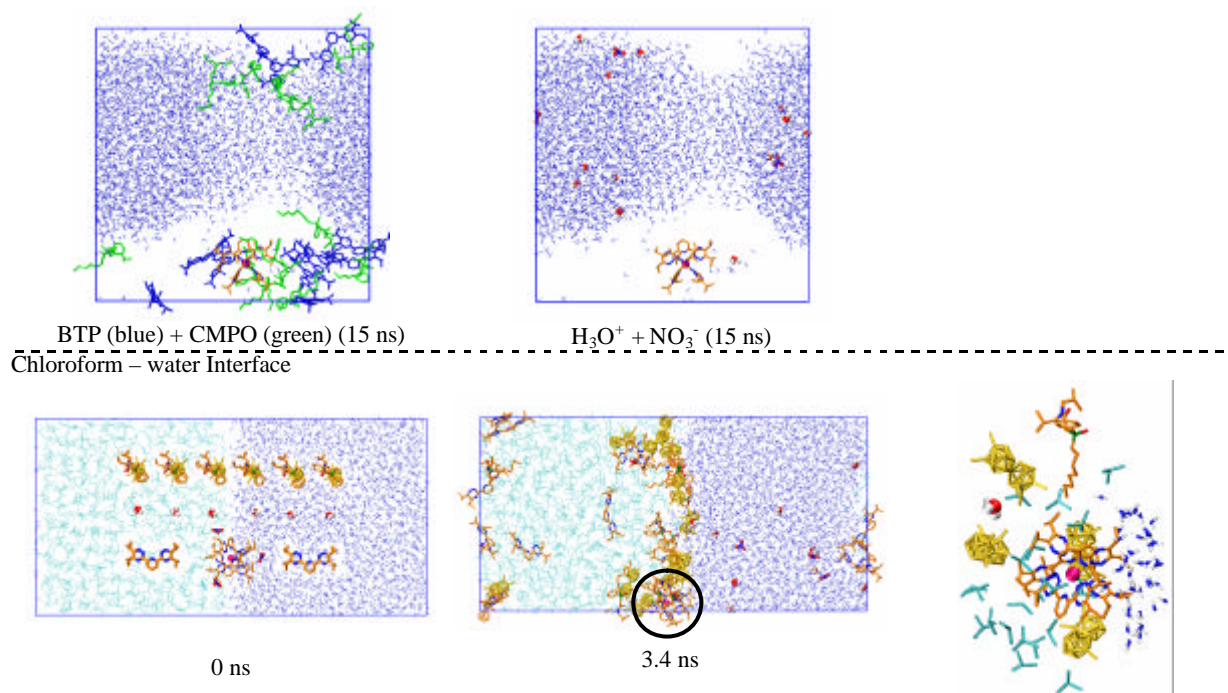 BTP (blue) + CMPO (green) (15 ns)
H₃O⁺ + NO₃⁻ (15 ns)
Chloroform – water Interface
0 ns
3.4 ns